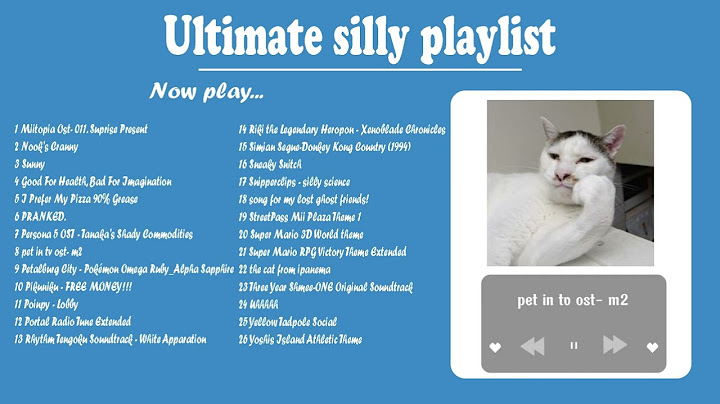 Ultimate silly playlist
Now play...
1 Miitopia Ost- 011. Suprise Present
2 Nook's Cranny
3 Sunny
4 Good For Health, Bad For Imagination
5 I Prefer My Pizza 90% Grease
6 PRANKED.
7 Persona 5 OST -Tanaka's Shady Commodities
8 pet in tv ost- m2
9 Petalburg City - Pokémon Omega Ruby_Alpha Sapphire
10 Pikuniku - FREE MONEY!!!
11 Poinpy - Lobby
12 Portal Radio Tune Extended
13 Rhythm Tengoku Soundtrack - White Apparation
14 Riki the Legendary Heropon - Xenoblade Chronicles
15 Simian Segue-Donkey Kong Country (1994)
16 Sneaky Snitch
17 Snipperclips - silly science
18 song for my lost ghost friends!
19 StreetPass Mii Plaza Theme 1
20 Super Mario 3D World theme
21 Super Mario RPG Victory Theme Extended
22 the cat from ipanema
23 Three Year Shmee-ONE Original Soundtrack
24 Uhhhhh
25 Yellow Tadpole Social
26 Yoshis Island Athletic Theme
pet in tv ost- m2